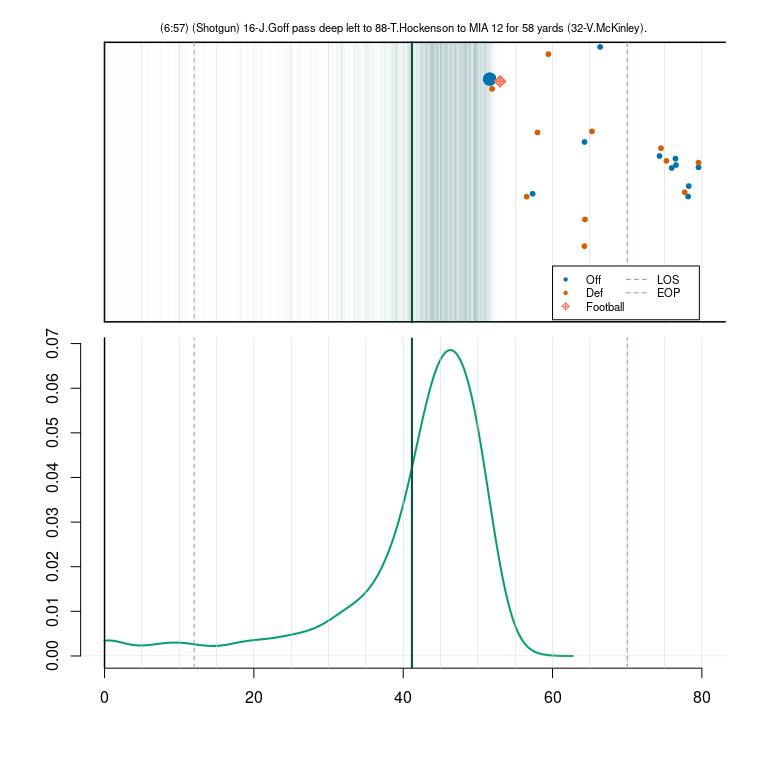 (6:57) (Shotgun) 16-J.Goff pass deep left to 88-T.Hockenson to MIA 12 for 58 yards (32-V.McKinley).
Off
LOS
Def
EOP
Football
0.07
0.06
0.05
0.04
0.03
0.02
0.01
0.00
0
20
40
60
80